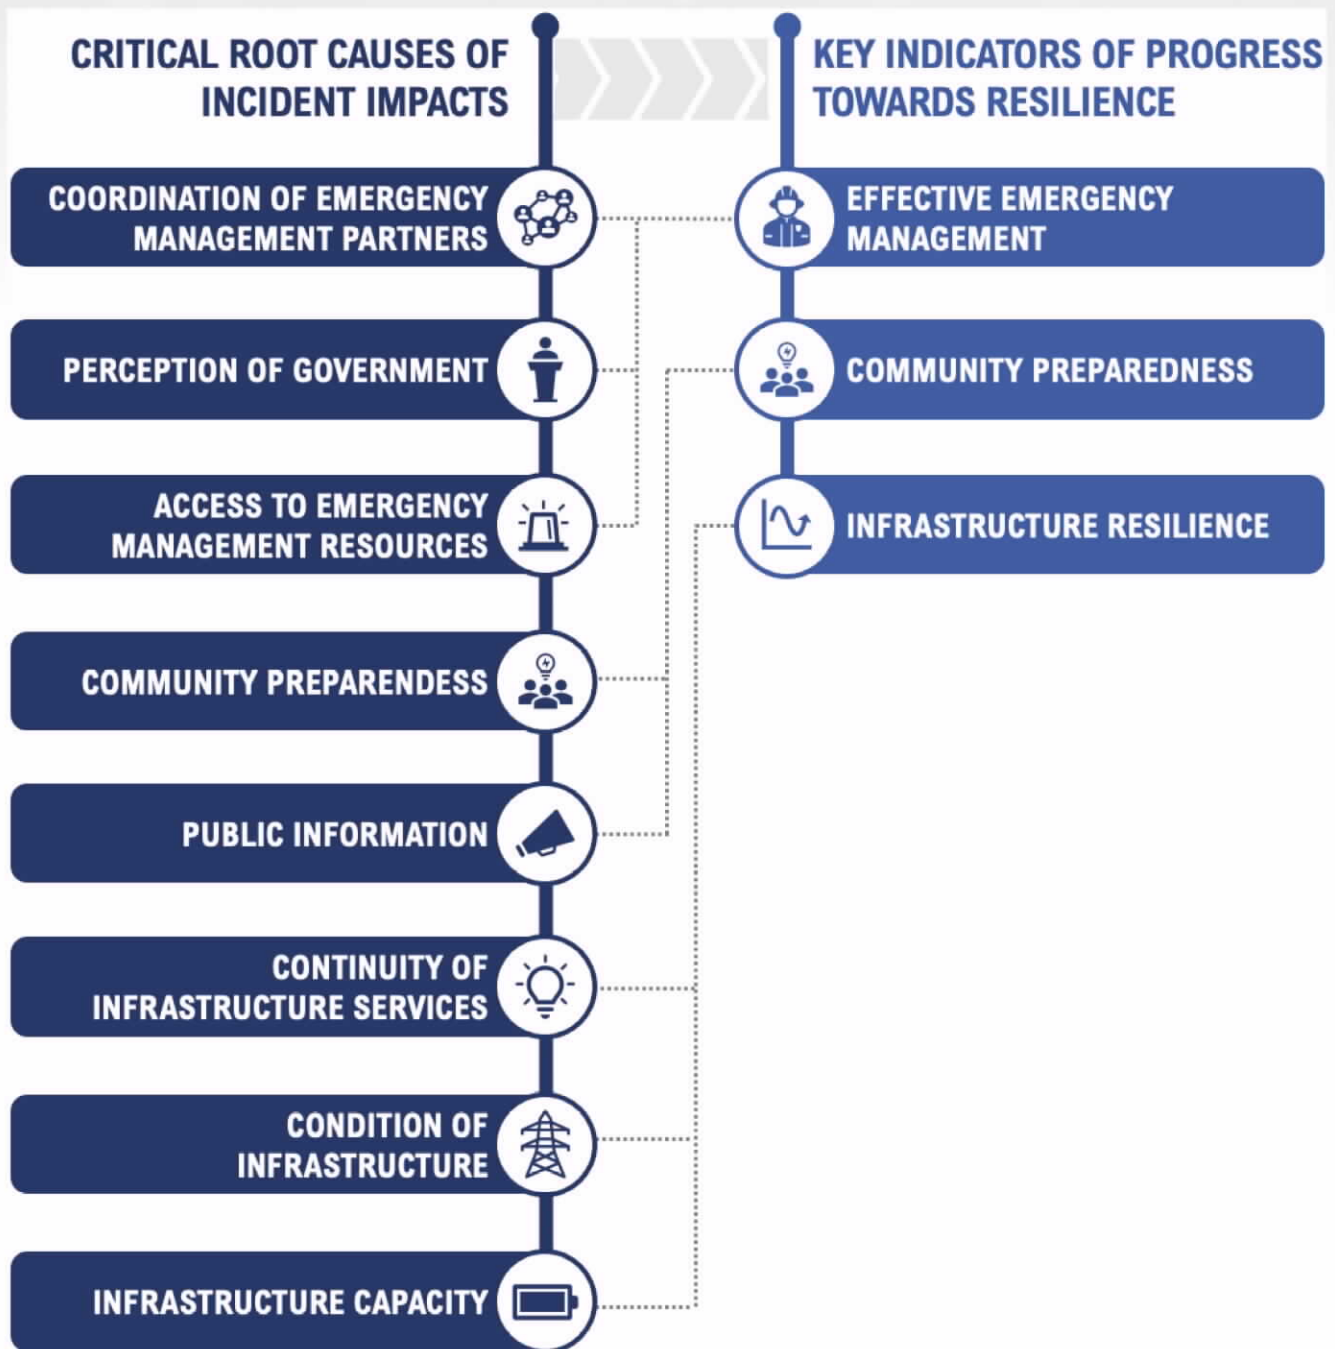 CRITICAL ROOT CAUSES OF
INCIDENT IMPACTS
KEY INDICATORS OF PROGRESS
TOWARDS RESILIENCE
COORDINATION OF EMERGENCY
MANAGEMENT PARTNERS
PERCEPTION OF GOVERNMENT
ACCESS TO EMERGENCY
MANAGEMENT RESOURCES
COMMUNITY PREPARENDESS
PUBLIC INFORMATION
CONTINUITY OF
INFRASTRUCTURE SERVICES
CONDITION OF
INFRASTRUCTURE
INFRASTRUCTURE CAPACITY
EFFECTIVE EMERGENCY
MANAGEMENT
COMMUNITY PREPAREDNESS
INFRASTRUCTURE RESILIENCE